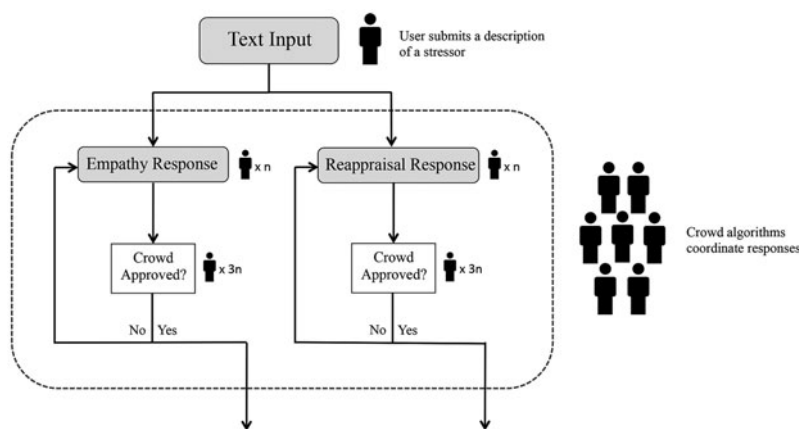 Text Input
User submits a description
of a stressor
Empathy Response
x n
Reappraisal Response
x n
Crowd
Approved?
x 3n
Crowd
Approved?
x 3n
Crowd algorithms
coordinate responses
No
Yes
No
Yes